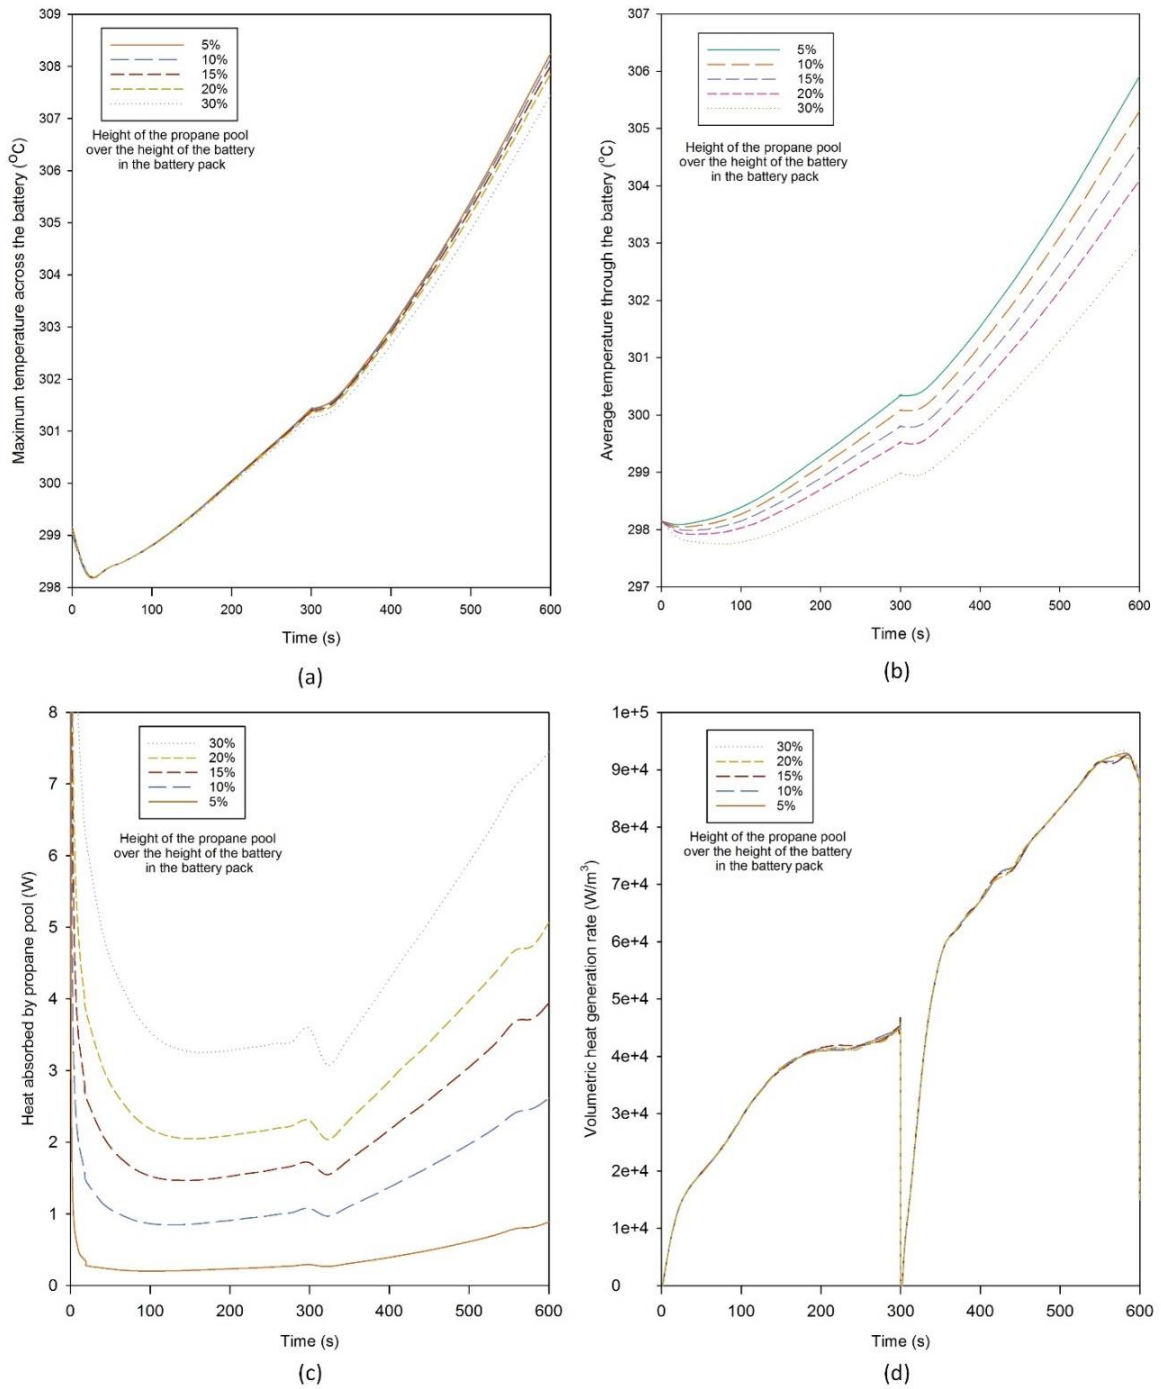 309
308
307
306
305
304
303
302
301
300
299
298
Maximum temperature across the battery (°C)
5%
10%
15%
20%
30%
Height of the propane pool
over the height of the battery
in the battery pack
0 100 200 300 400 500 600
Time (s)
(a)
307
306
305
304
303
302
301
300
299
298
297
Average temperature through the battery (°C)
5%
10%
15%
20%
30%
Height of the propane pool
over the height of the battery
in the battery pack
0 100 200 300 400 500 600
Time (s)
(b)
8
7
6
5
4
3
2
1
0
Heat absorbed by propane pool (W)
30%
20%
15%
10%
5%
Height of the propane pool
over the height of the battery
in the battery pack
0 100 200 300 400 500 600
Time (s)
(c)
1e+5
9e+4
8e+4
7e+4
6e+4
5e+4
4e+4
3e+4
2e+4
1e+4
0
Volumetric heat generation rate (W/m³)
30%
20%
15%
10%
5%
Height of the propane pool
over the height of the battery
in the battery pack
0 100 200 300 400 500 600
Time (s)
(d)